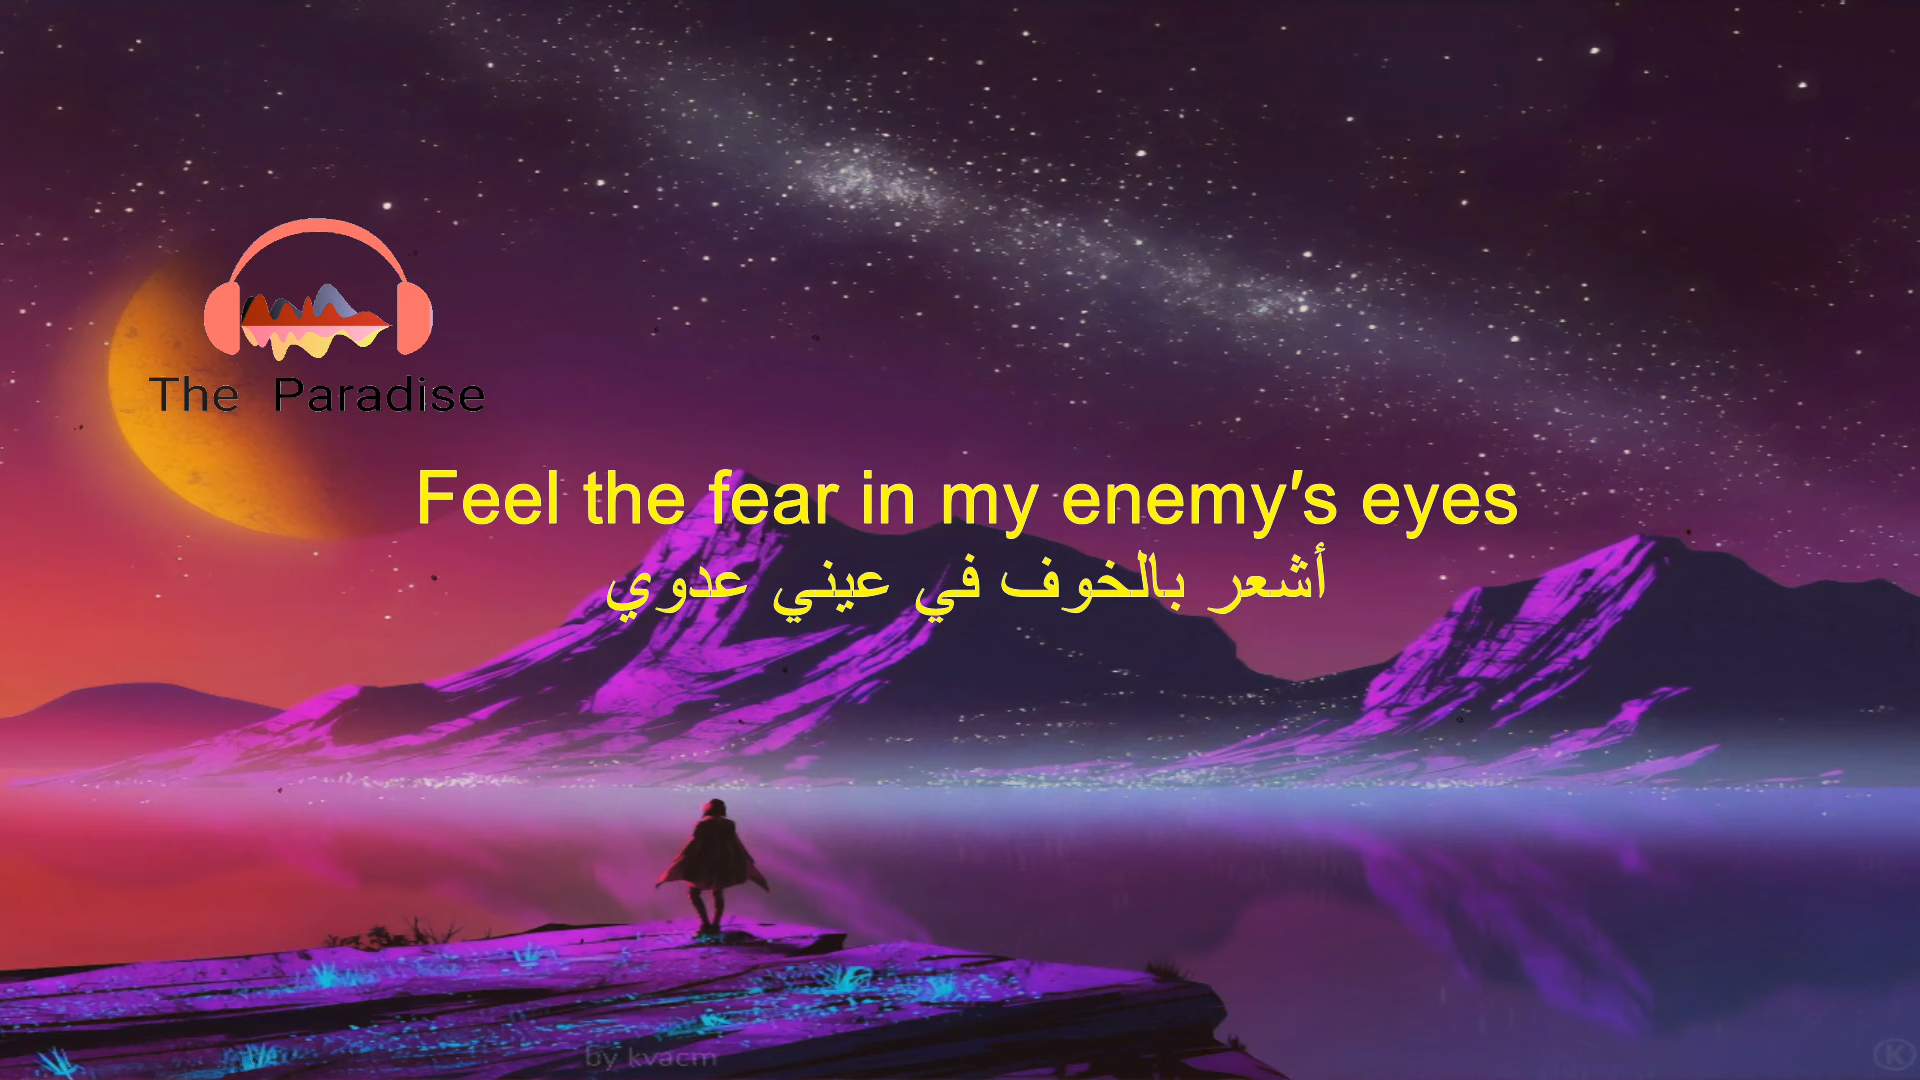 The Paradise
Feel the fear in my enemy's eyes
أشعر بالخوف في عيني عدوي
by kvacm
K